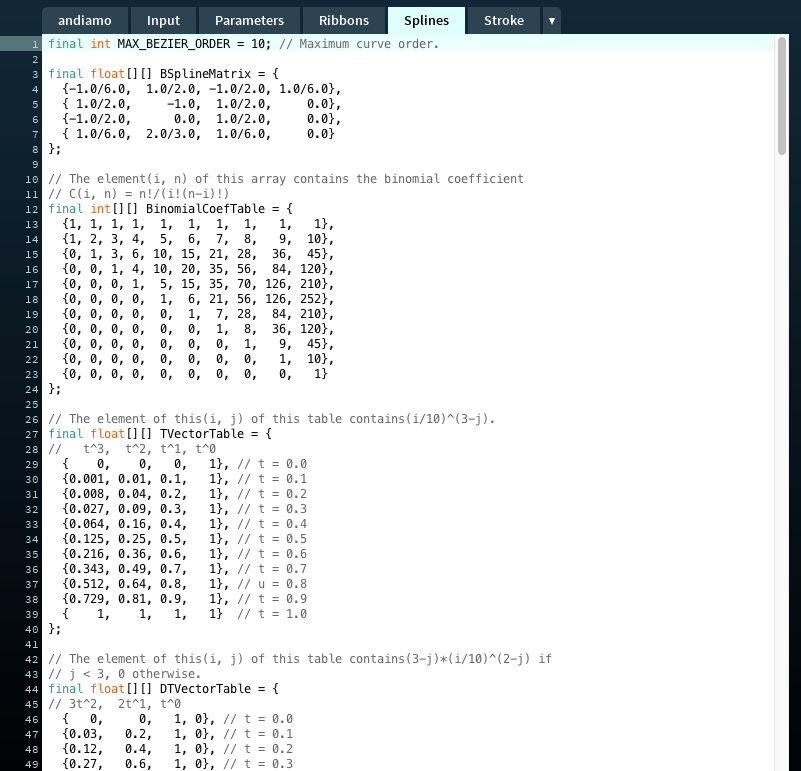 andiamo Input Parameters Ribbons Splines Stroke ▼
1 final int MAX_BEZIER_ORDER = 10; // Maximum curve order.
2
3 final float[][] BSplineMatrix = {
4   {-1.0/6.0,  1.0/2.0, -1.0/2.0, 1.0/6.0},
5   { 1.0/2.0,     -1.0,  1.0/2.0,     0.0},
6   {-1.0/2.0,      0.0,  1.0/2.0,     0.0},
7   { 1.0/6.0,  2.0/3.0,  1.0/6.0,     0.0}
8 };
9
10 // The element(i, n) of this array contains the binomial coefficient
11 // C(i, n) = n!/(i!(n-i)!)
12 final int[][] BinomialCoefTable = {
13   {1, 1, 1, 1,  1,  1,  1,  1,   1,   1},
14   {1, 2, 3, 4,  5,  6,  7,  8,   9,  10},
15   {0, 1, 3, 6, 10, 15, 21, 28,  36,  45},
16   {0, 0, 1, 4, 10, 20, 35, 56,  84, 120},
17   {0, 0, 0, 1,  5, 15, 35, 70, 126, 210},
18   {0, 0, 0, 0,  1,  6, 21, 56, 126, 252},
19   {0, 0, 0, 0,  0,  1,  7, 28,  84, 210},
20   {0, 0, 0, 0,  0,  0,  1,  8,  36, 120},
21   {0, 0, 0, 0,  0,  0,  0,  1,   9,  45},
22   {0, 0, 0, 0,  0,  0,  0,  0,   1,  10},
23   {0, 0, 0, 0,  0,  0,  0,  0,   0,   1}
24 };
25
26 // The element of this(i, j) of this table contains(i/10)^(3-j).
27 final float[][] TVectorTable = {
28 //   t^3,  t^2, t^1, t^0
29   {    0,    0,   0,   1}, // t = 0.0
30   {0.001, 0.01, 0.1,   1}, // t = 0.1
31   {0.008, 0.04, 0.2,   1}, // t = 0.2
32   {0.027, 0.09, 0.3,   1}, // t = 0.3
33   {0.064, 0.16, 0.4,   1}, // t = 0.4
34   {0.125, 0.25, 0.5,   1}, // t = 0.5
35   {0.216, 0.36, 0.6,   1}, // t = 0.6
36   {0.343, 0.49, 0.7,   1}, // t = 0.7
37   {0.512, 0.64, 0.8,   1}, // u = 0.8
38   {0.729, 0.81, 0.9,   1}, // t = 0.9
39   {    1,    1,   1,   1}  // t = 1.0
40 };
41
42 // The element of this(i, j) of this table contains(3-j)*(i/10)^(2-j) if
43 // j < 3, 0 otherwise.
44 final float[][] DTVectorTable = {
45 // 3t^2,  2t^1, t^0
46   {   0,     0,   1, 0}, // t = 0.0
47   {0.03,   0.2,   1, 0}, // t = 0.1
48   {0.12,   0.4,   1, 0}, // t = 0.2
49   {0.27,   0.6,   1, 0}, // t = 0.3